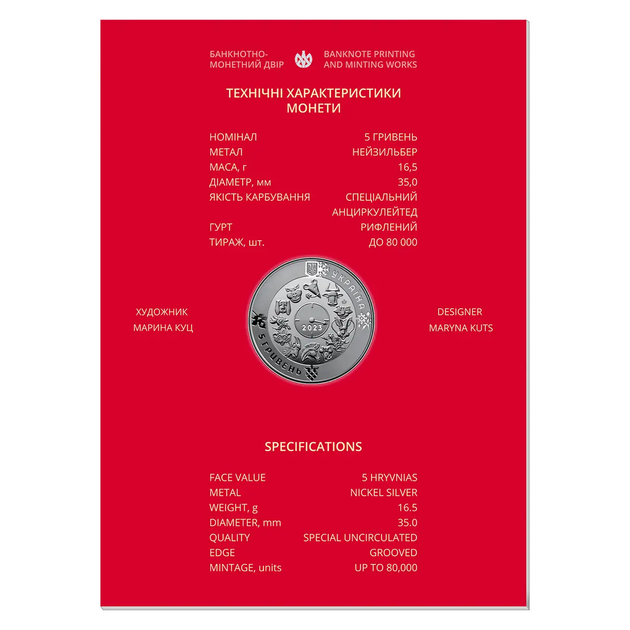 БАНКНОТНО-
МОНЕТНИЙ ДВІР
BANKNOTE PRINTING
AND MINTING WORKS
ТЕХНІЧНІ ХАРАКТЕРИСТИКИ
МОНЕТИ
НОМІНАЛ 5 ГРИВЕНЬ
МЕТАЛ НЕЙЗИЛЬБЕР
МАСА, г 16,5
ДІАМЕТР, мм 35,0
ЯКІСТЬ КАРБУВАННЯ СПЕЦІАЛЬНИЙ
АНЦИРКУЛЕЙТЕД
ГУРТ РИФЛЕНИЙ
ТИРАЖ, шт. ДО 80 000
УКРАЇНА
2023
5 ГРИВЕНЬ
ХУДОЖНИК
МАРИНА КУЦ
DESIGNER
MARYNA KUTS
SPECIFICATIONS
FACE VALUE 5 HRYVNIAS
METAL NICKEL SILVER
WEIGHT, g 16.5
DIAMETER, mm 35.0
QUALITY SPECIAL UNCIRCULATED
EDGE GROOVED
MINTAGE, units UP TO 80,000